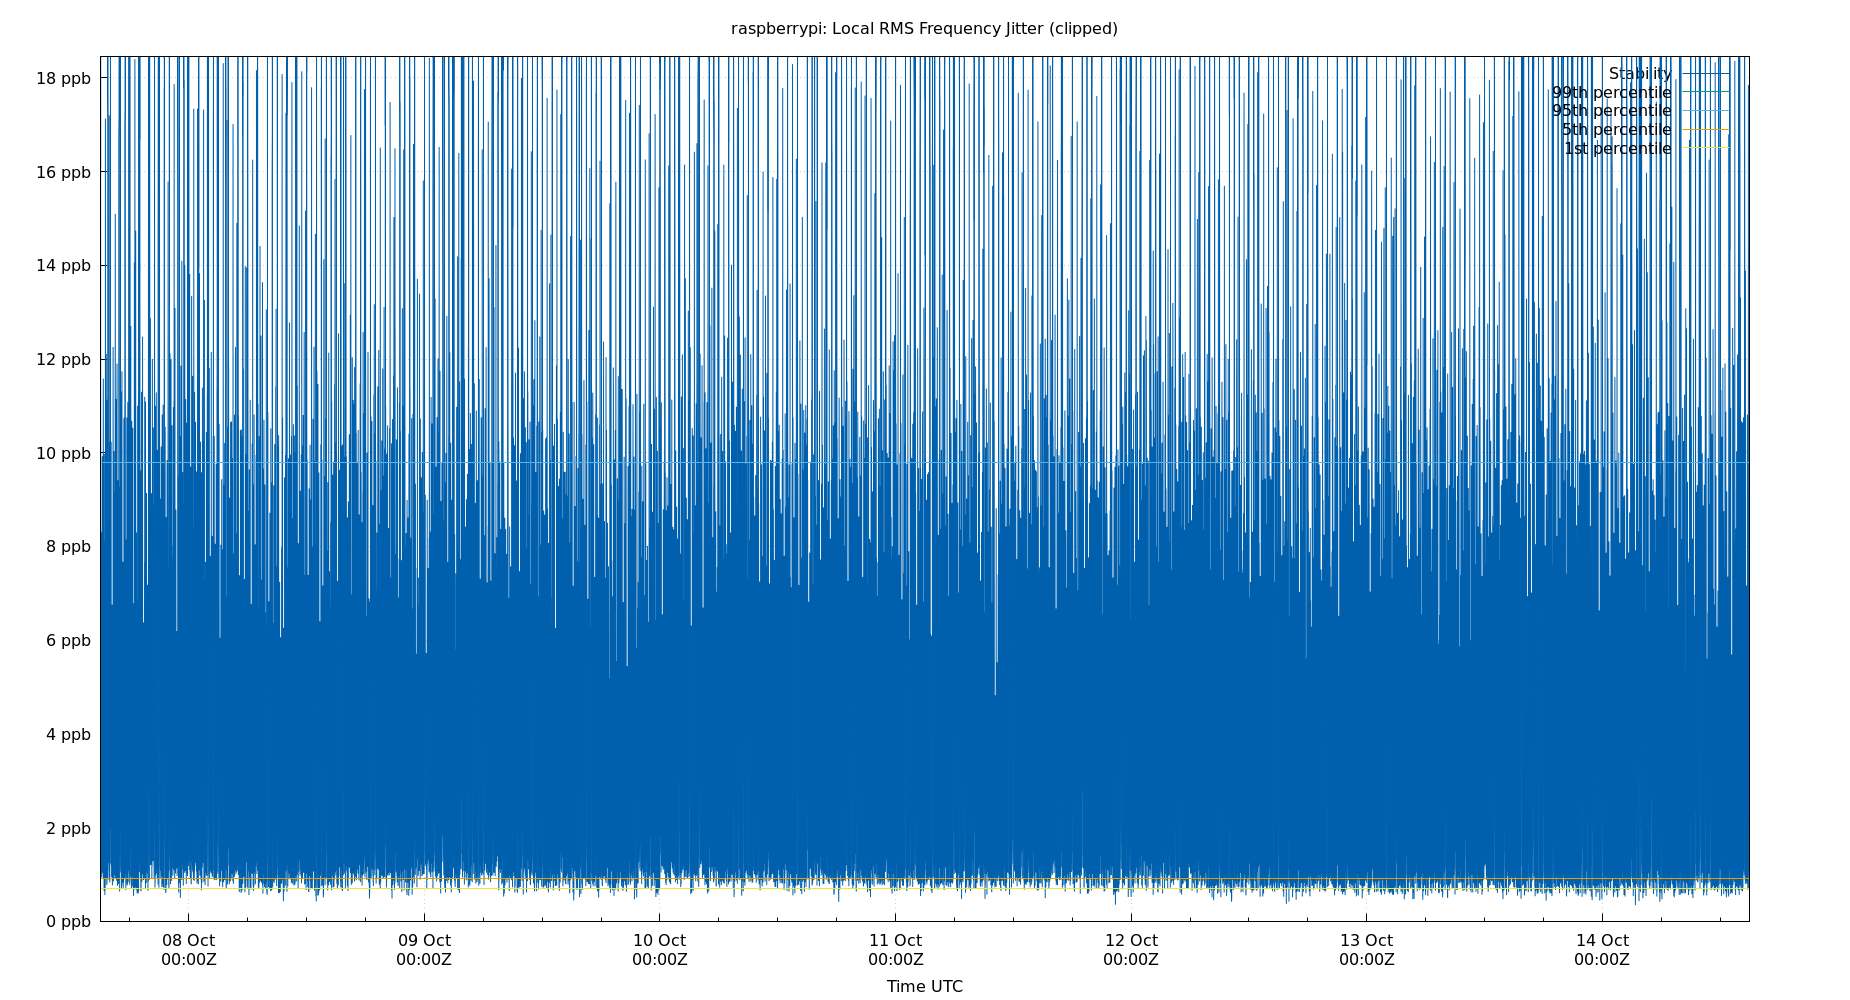 raspberrypi: Local RMS Frequency Jitter (clipped)
18 ppb
16 ppb
14 ppb
12 ppb
10 ppb
8 ppb
6 ppb
4 ppb
2 ppb
0 ppb
Stability
99th percentile
95th percentile
5th percentile
1st percentile
08 Oct
00:00Z
09 Oct
00:00Z
10 Oct
00:00Z
11 Oct
00:00Z
12 Oct
00:00Z
13 Oct
00:00Z
14 Oct
00:00Z
Time UTC